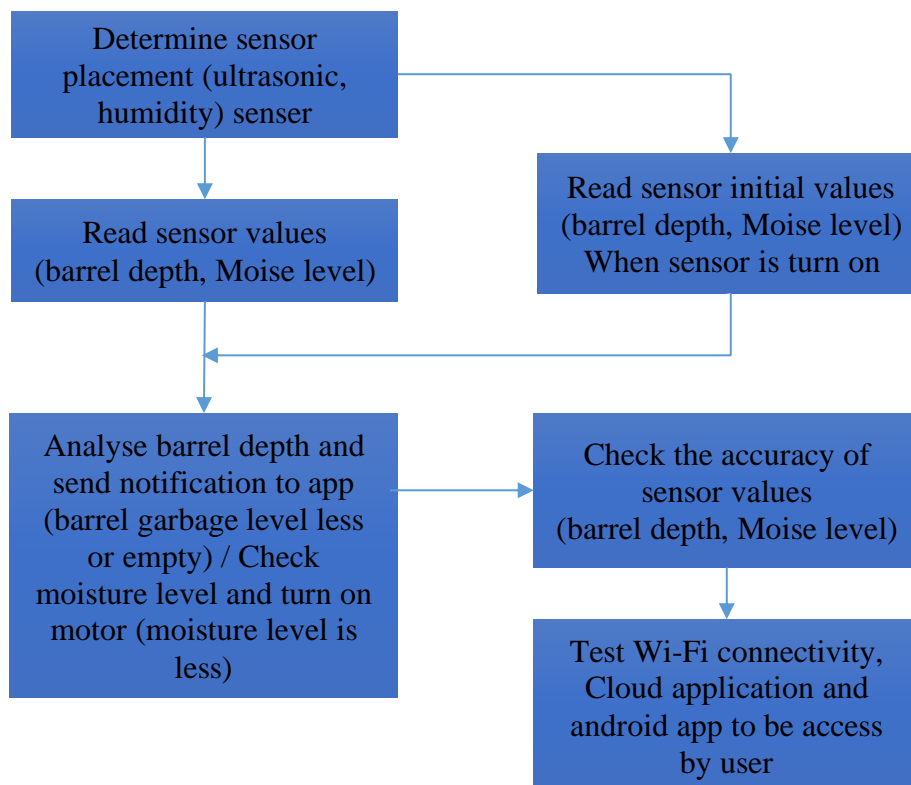 Determine sensor
placement (ultrasonic,
humidity) senser
Read sensor values
(barrel depth, Moise level)
Read sensor initial values
(barrel depth, Moise level)
When sensor is turn on
Analyse barrel depth and
send notification to app
(barrel garbage level less
or empty) / Check
moisture level and turn on
motor (moisture level is
less)
Check the accuracy of
sensor values
(barrel depth, Moise level)
Test Wi-Fi connectivity,
Cloud application and
android app to be access
by user